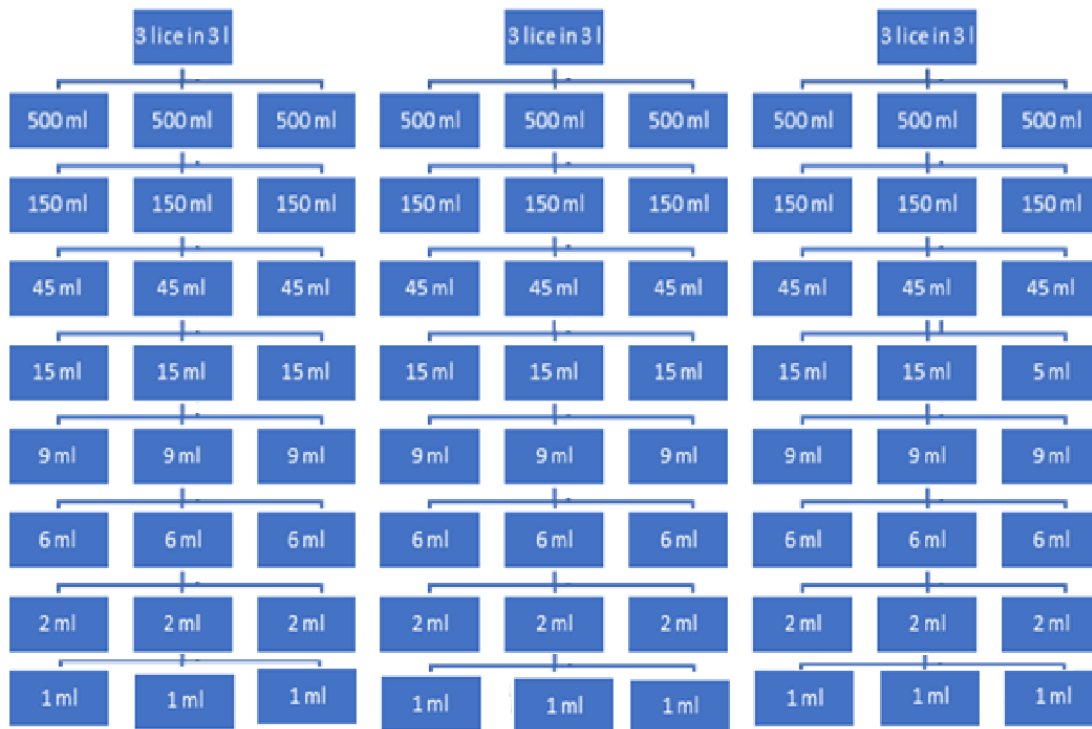 3 lice in 3 l 3 lice in 3 l 3 lice in 3 l
500 ml 500 ml 500 ml 500 ml 500 ml 500 ml 500 ml 500 ml 500 ml
150 ml 150 ml 150 ml 150 ml 150 ml 150 ml 150 ml 150 ml 150 ml
45 ml 45 ml 45 ml 45 ml 45 ml 45 ml 45 ml 45 ml 45 ml
15 ml 15 ml 15 ml 15 ml 15 ml 15 ml 15 ml 15 ml 5 ml
9 ml 9 ml 9 ml 9 ml 9 ml 9 ml 9 ml 9 ml 9 ml
6 ml 6 ml 6 ml 6 ml 6 ml 6 ml 6 ml 6 ml 6 ml
2 ml 2 ml 2 ml 2 ml 2 ml 2 ml 2 ml 2 ml 2 ml
1 ml 1 ml 1 ml 1 ml 1 ml 1 ml 1 ml 1 ml 1 ml